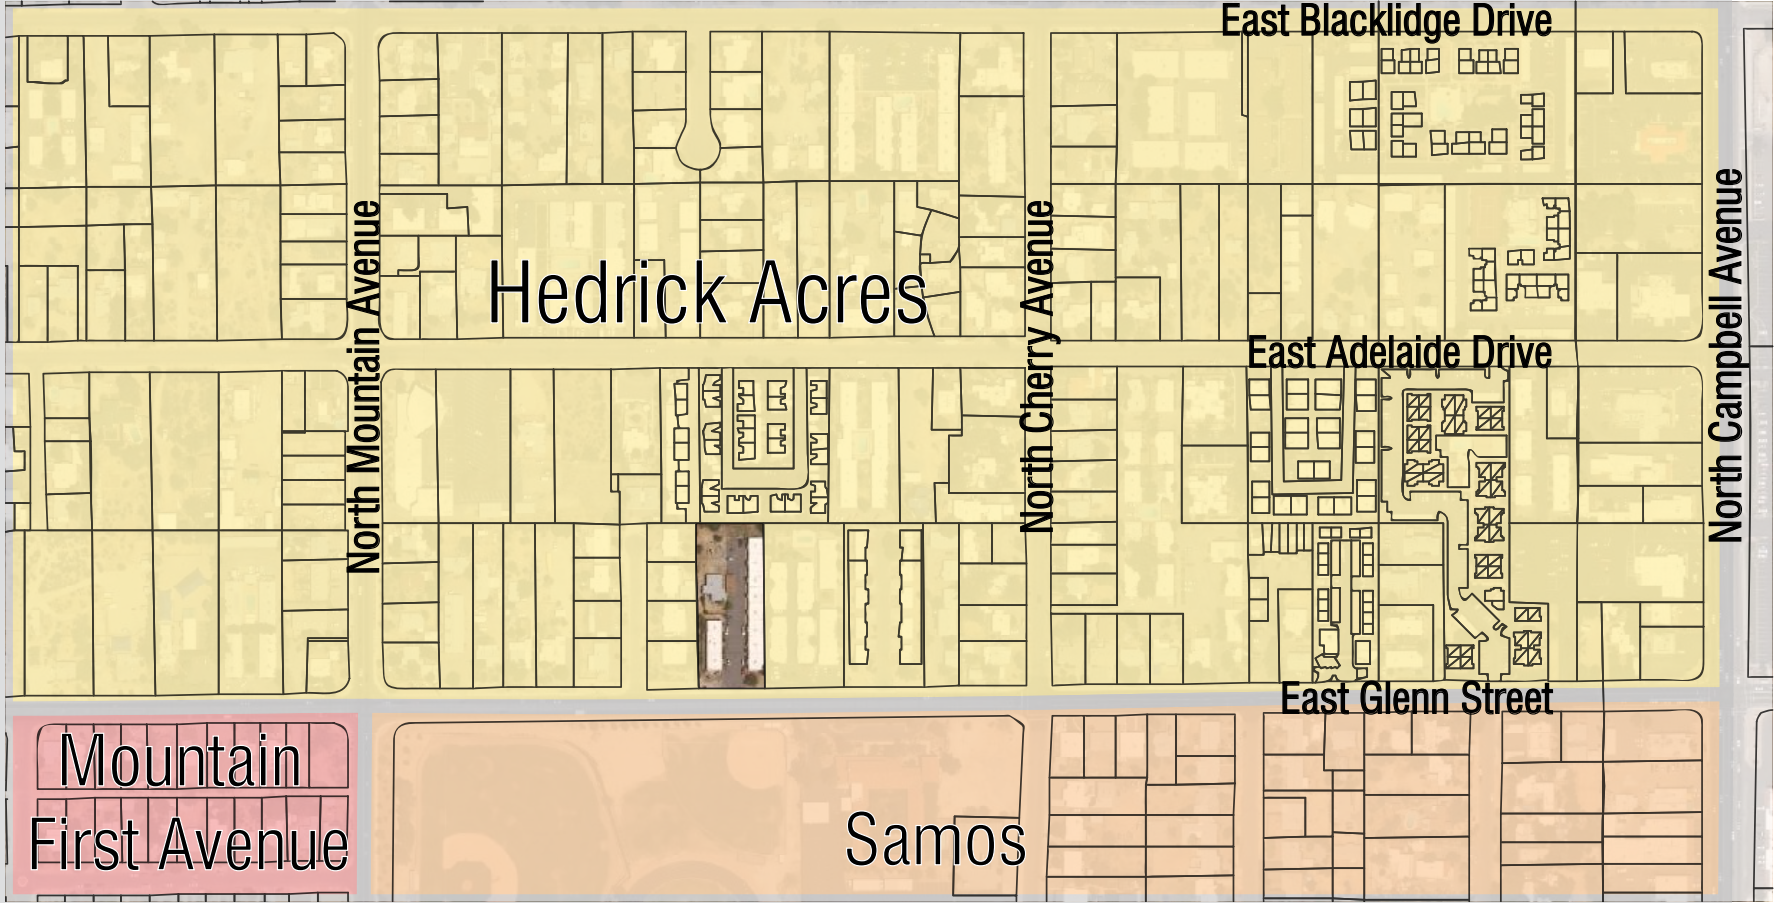 East Blacklidge Drive
North Mountain Avenue
Hedrick Acres
North Cherry Avenue
North Campbell Avenue
East Adelaide Drive
East Glenn Street
Mountain
First Avenue
Samos